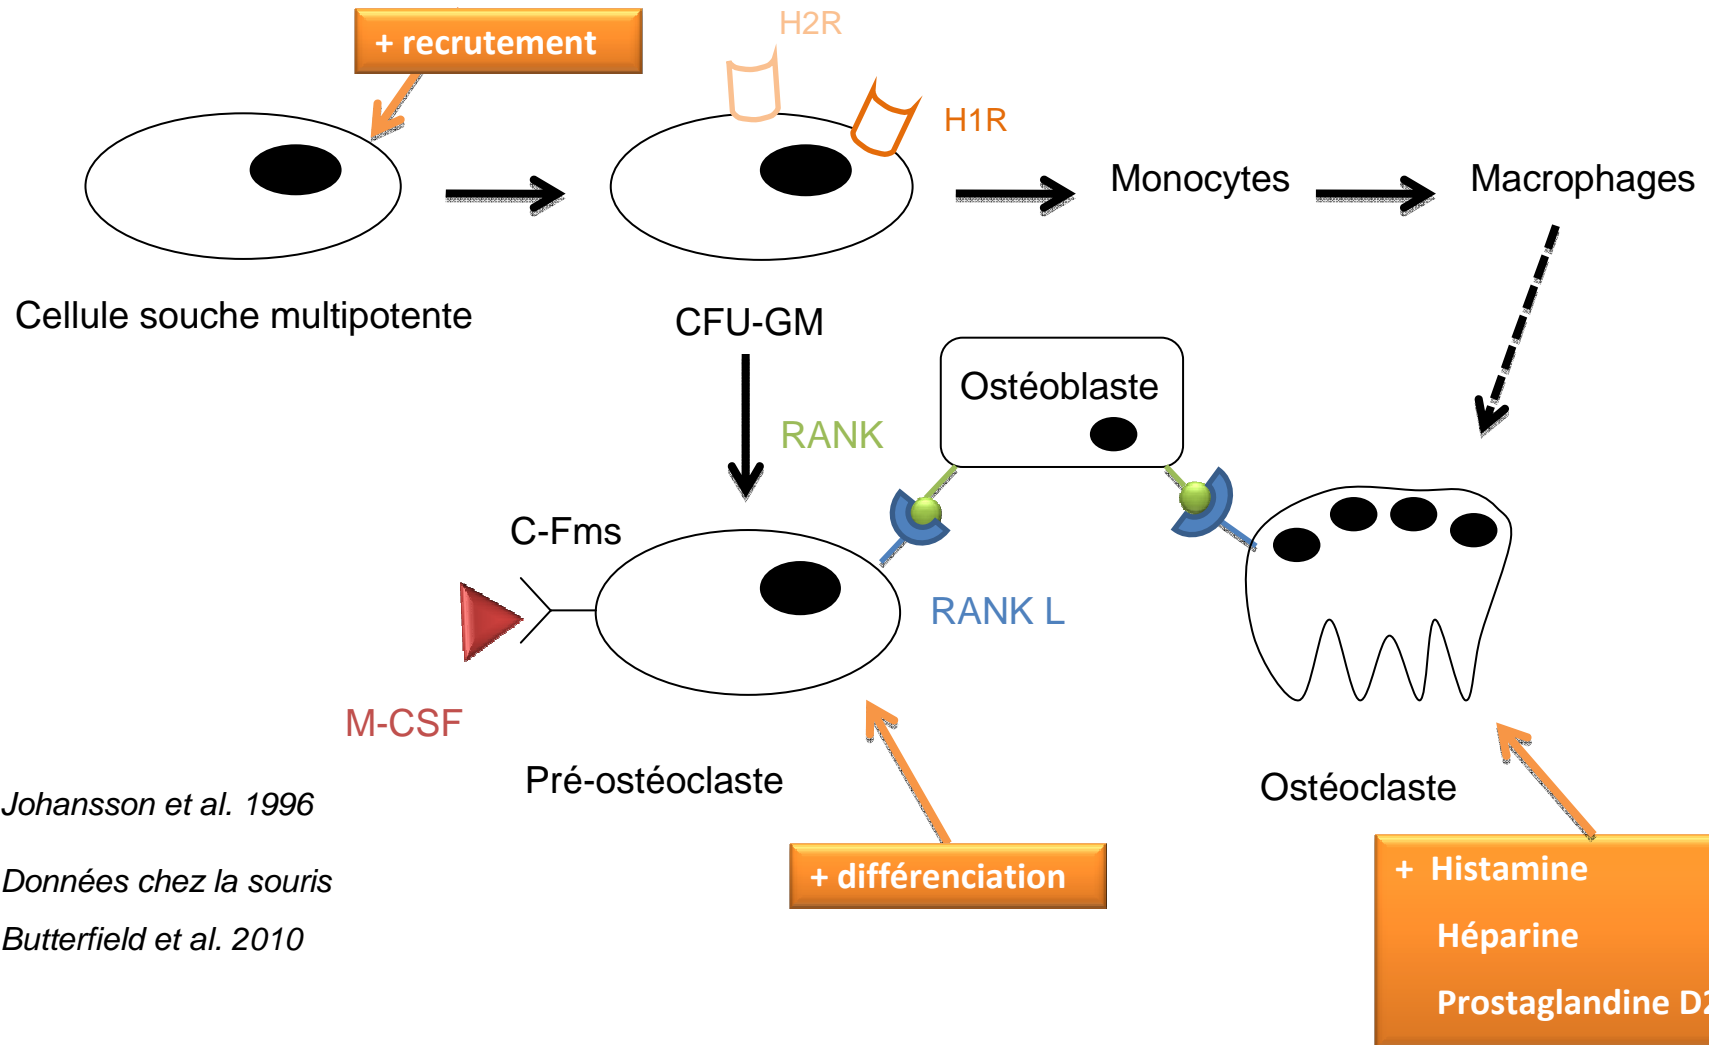 + recrutement
H2R
H1R
Monocytes
Macrophages
Cellule souche multipotente
CFU-GM
Ostéoblaste
RANK
C-Fms
RANK L
M-CSF
Pré-ostéoclaste
Ostéoclaste
Johansson et al. 1996
Données chez la souris
Butterfield et al. 2010
+ différenciation
+ Histamine
Héparine
Prostaglandine D2